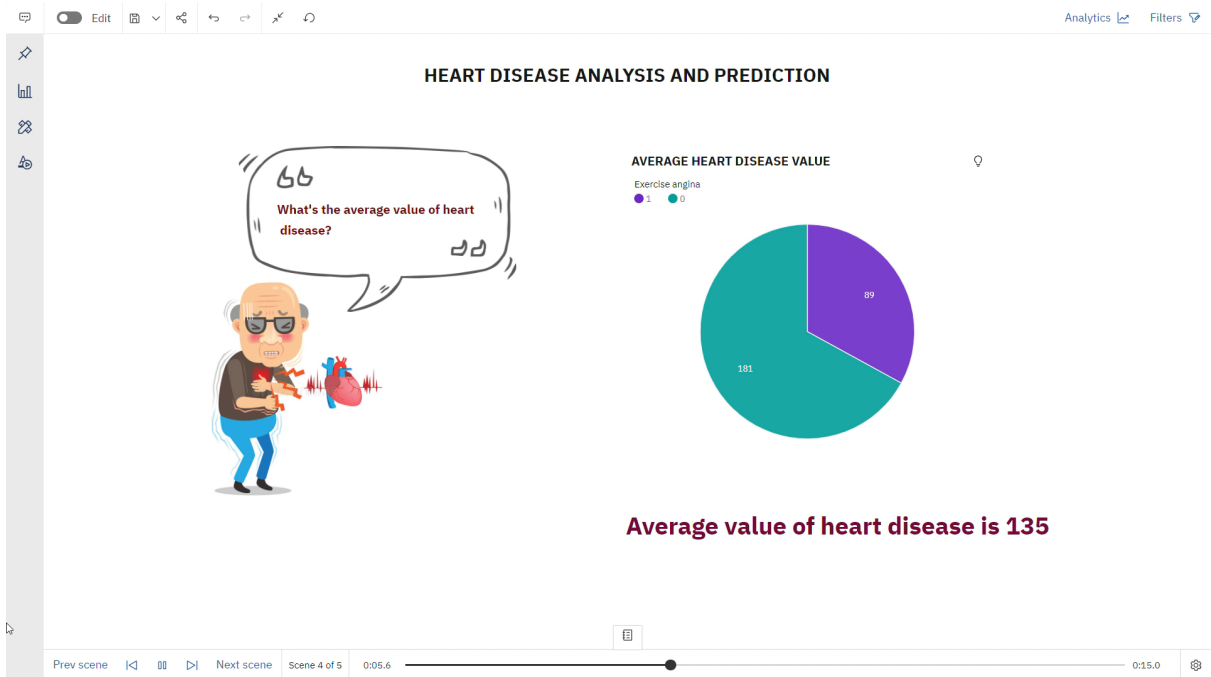 Edit
Analytics
Filters
HEART DISEASE ANALYSIS AND PREDICTION
What's the average value of heart
disease?
AVERAGE HEART DISEASE VALUE
Exercise angina
1 0
89
181
Average value of heart disease is 135
Prev scene
Next scene
Scene 4 of 5
0:05.6
0:15.0